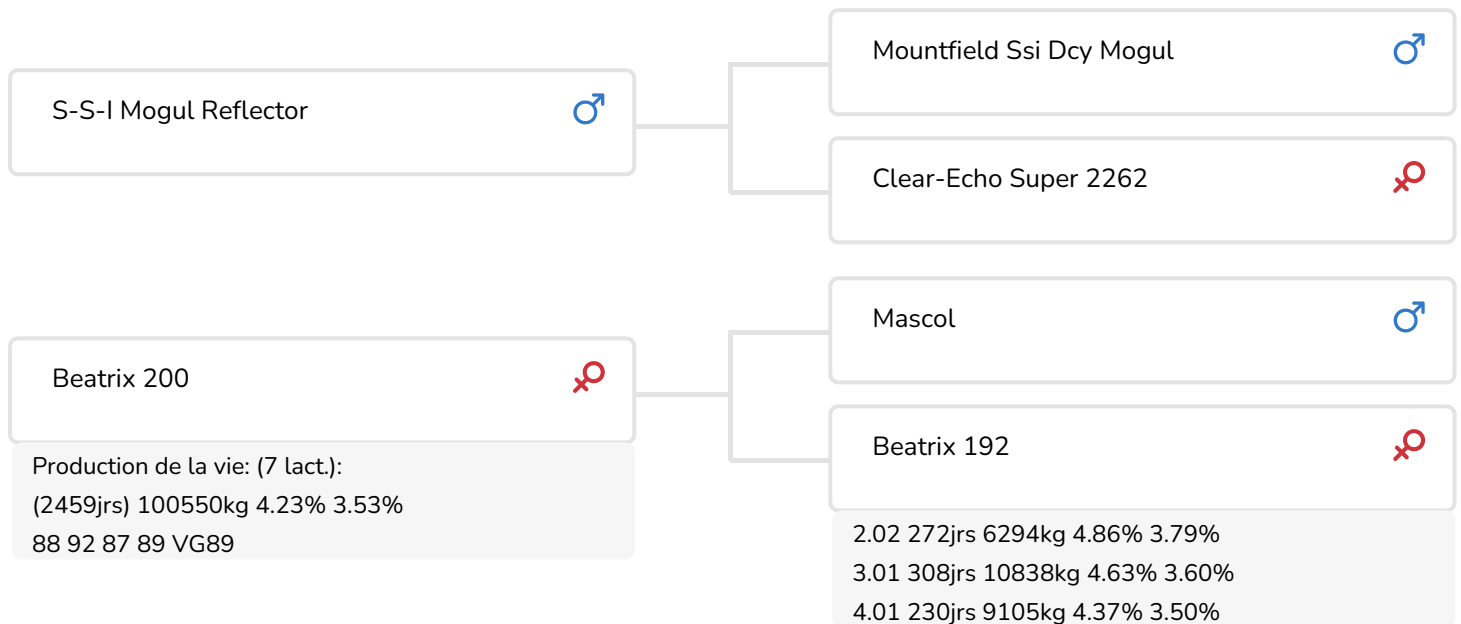 S-S-I Mogul Reflector
Mountfield Ssi Dcy Mogul
Clear-Echo Super 2262
Beatrix 200
Production de la vie: (7 lact.):
(2459jrs) 100550kg 4.23% 3.53%
88 92 87 89 VG89
Mascol
Beatrix 192
2.02 272jrs 6294kg 4.86% 3.79%
3.01 308jrs 10838kg 4.63% 3.60%
4.01 230jrs 9105kg 4.37% 3.50%